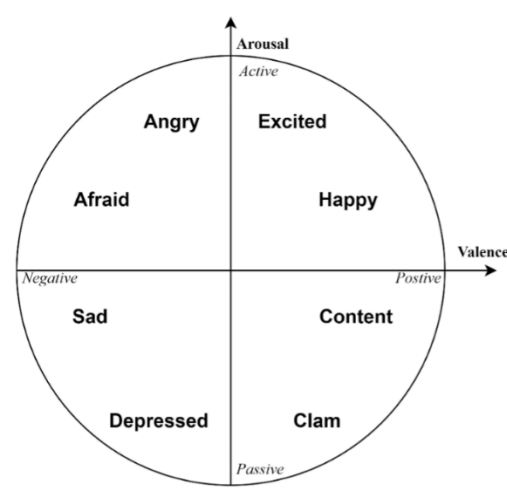 Arousal
Active
Angry Excited
Afraid Happy
Valence
Negative Postive
Sad Content
Depressed Clam
Passive